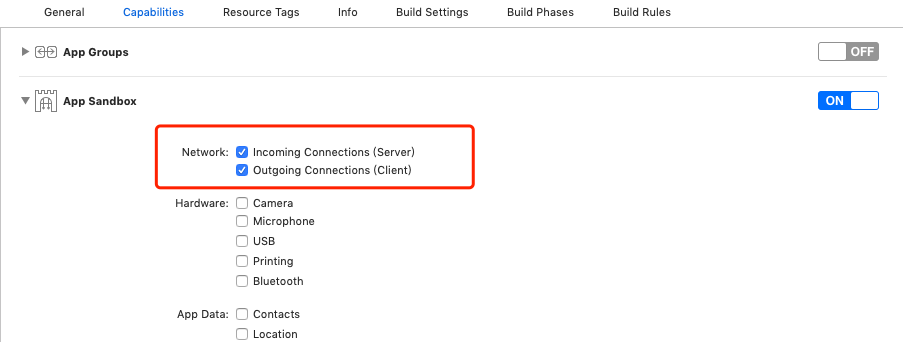 General Capabilities Resource Tags Info Build Settings Build Phases Build Rules
App Groups OFF
App Sandbox ON
Network: Incoming Connections (Server)
Outgoing Connections (Client)
Hardware: Camera
Microphone
USB
Printing
Bluetooth
App Data: Contacts
Location